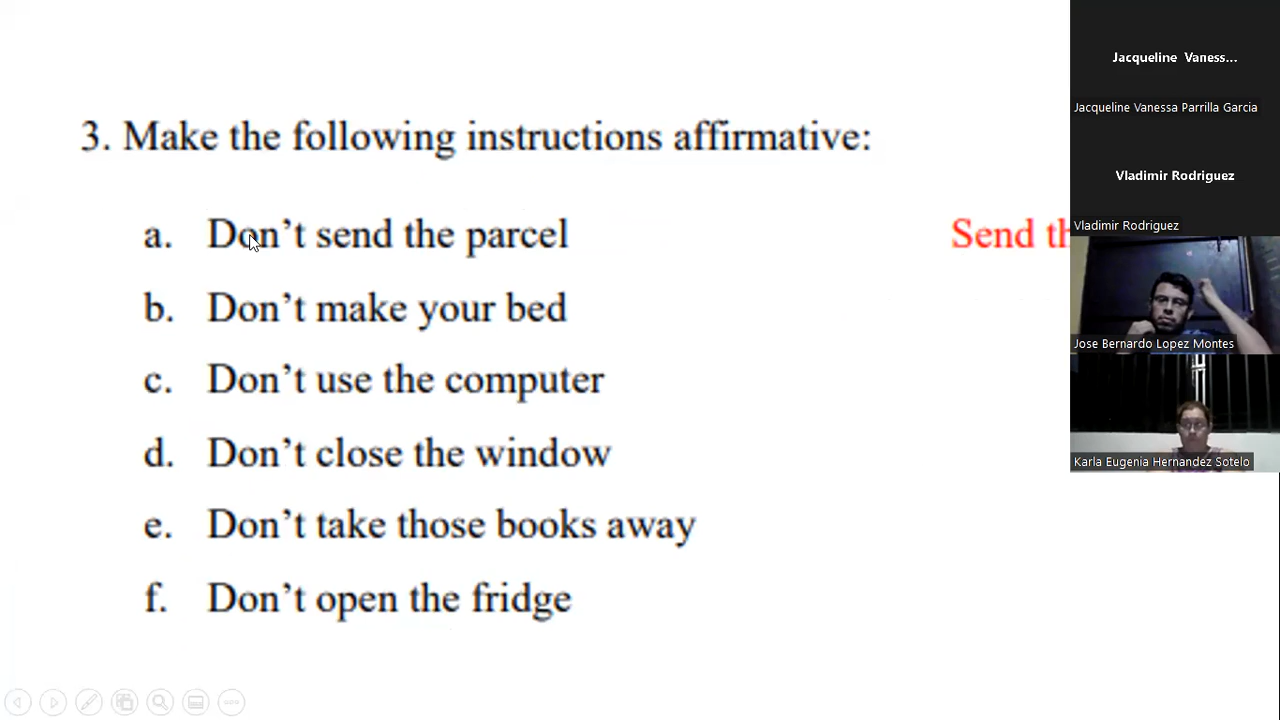 3. Make the following instructions affirmative:
a. Don’t send the parcel
Send th
b. Don’t make your bed
c. Don’t use the computer
d. Don’t close the window
e. Don’t take those books away
f. Don’t open the fridge
Jacqueline Vaness...
Jacqueline Vanessa Parrilla Garcia
Vladimir Rodriguez
Vladimir Rodriguez
Jose Bernardo Lopez Montes
Karla Eugenia Hernandez Sotelo